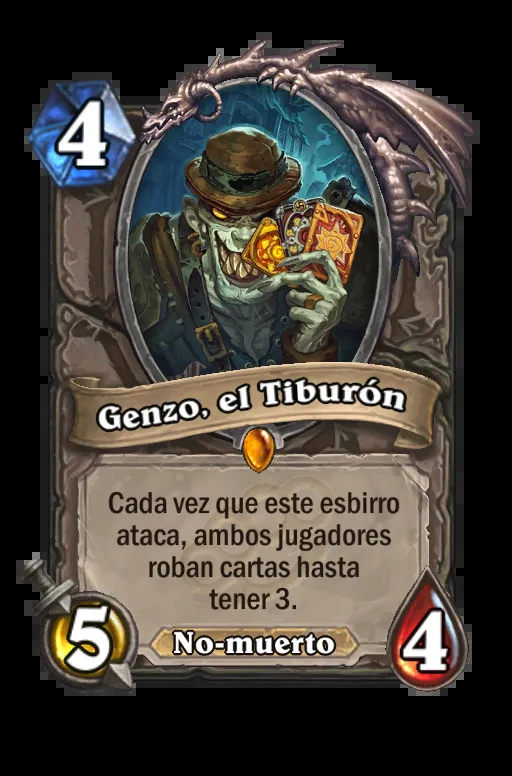 4
Genzo, el Tiburón
Cada vez que este esbirro
ataca, ambos jugadores
roban cartas hasta
tener 3.
5
No-muerto
4